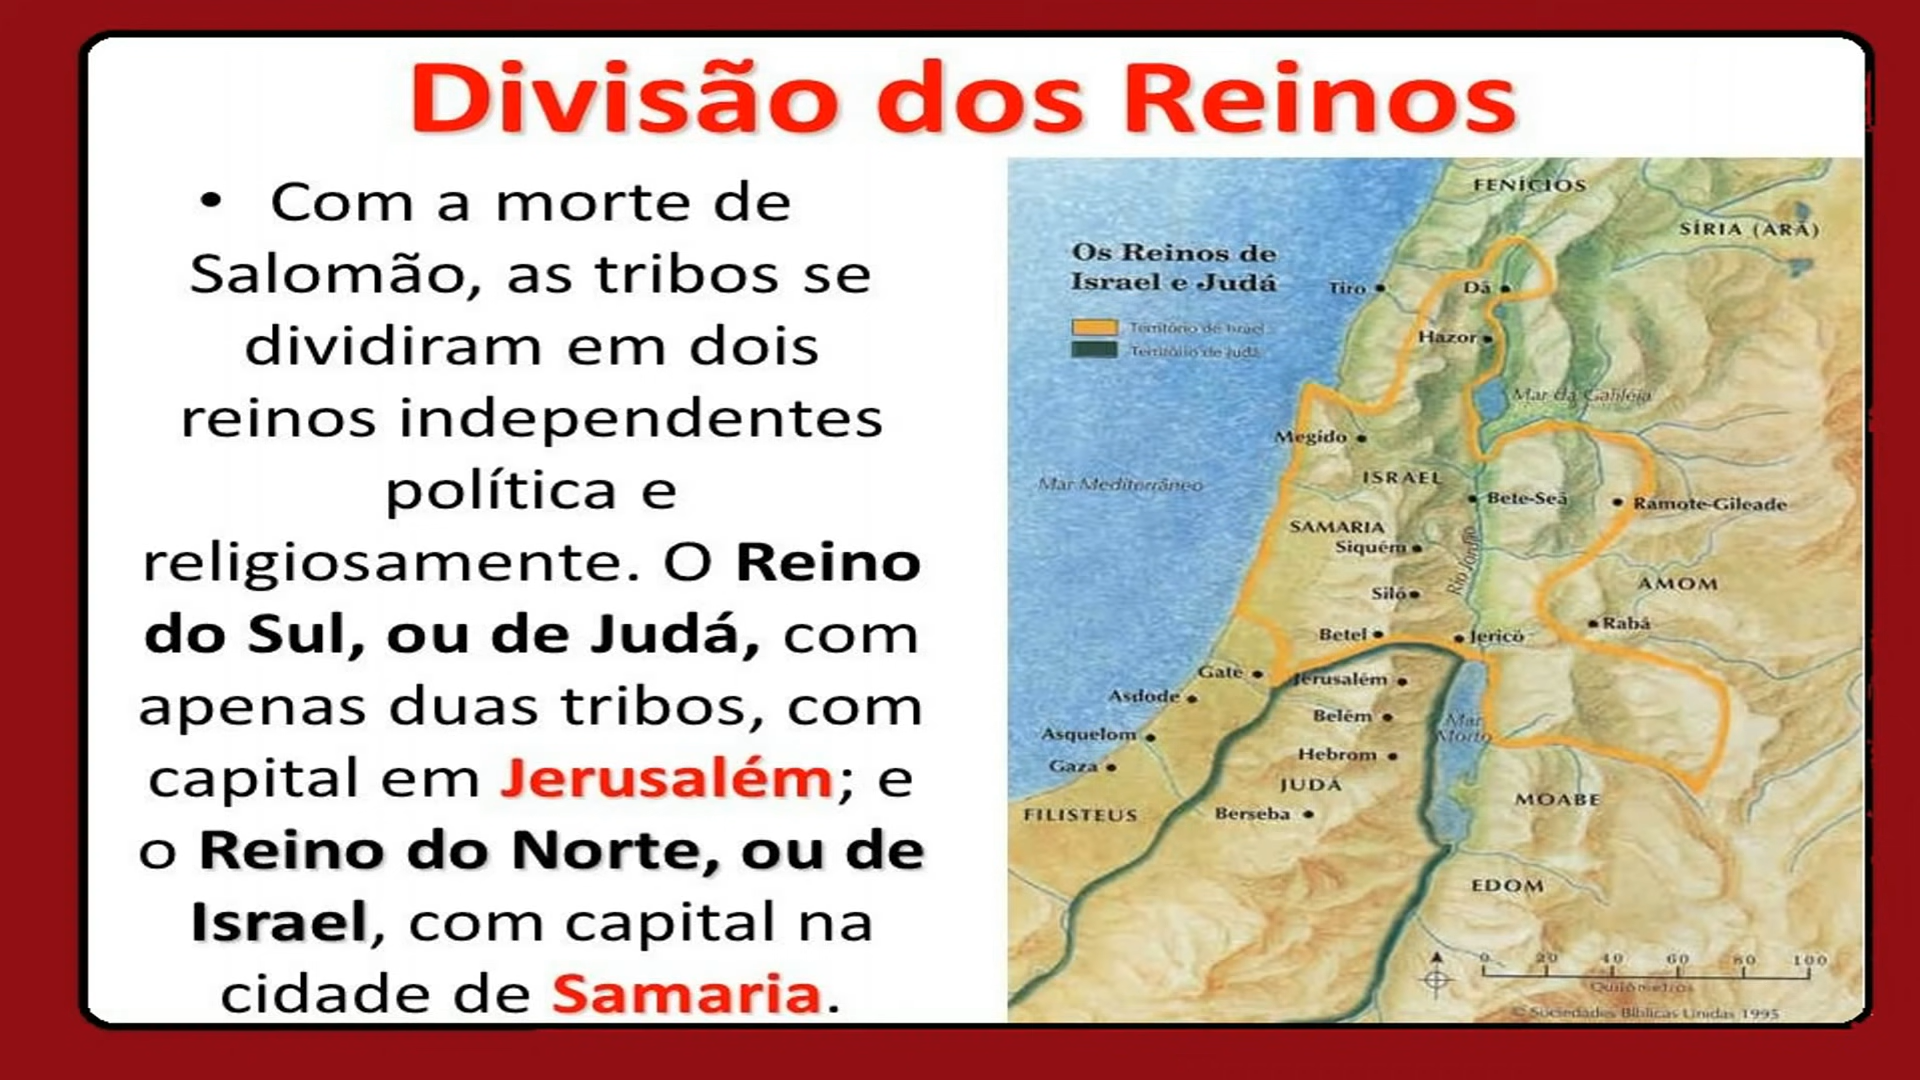 Divisão dos Reinos
• Com a morte de
Salomão, as tribos se
dividiram em dois
reinos independentes
política e
religiosamente. O Reino
do Sul, ou de Judá, com
apenas duas tribos, com
capital em Jerusalém; e
o Reino do Norte, ou de
Israel, com capital na
cidade de Samaria.
FENÍCIOS
SÍRIA (ARÃ)
Os Reinos de
Israel e Judá
Território de Israel
Território de Judá
Tiro
Dã
Hazor
Mar da Galiléia
Megido
Mar Mediterrâneo
ISRAEL
Bete-Seã
Ramote-Gileade
SAMARIA
Siquém
Rio Jordão
Siló
AMOM
Rabá
Betel
Jericó
Gate
Jerusalém
Asdode
Belém
Mar
Morto
Asquelom
Hebrom
Gaza
JUDÁ
MOABE
FILISTEUS
Berseba
EDOM
0 20 40 60 80 100
Quilômetros
© Sociedades Bíblicas Unidas 1995